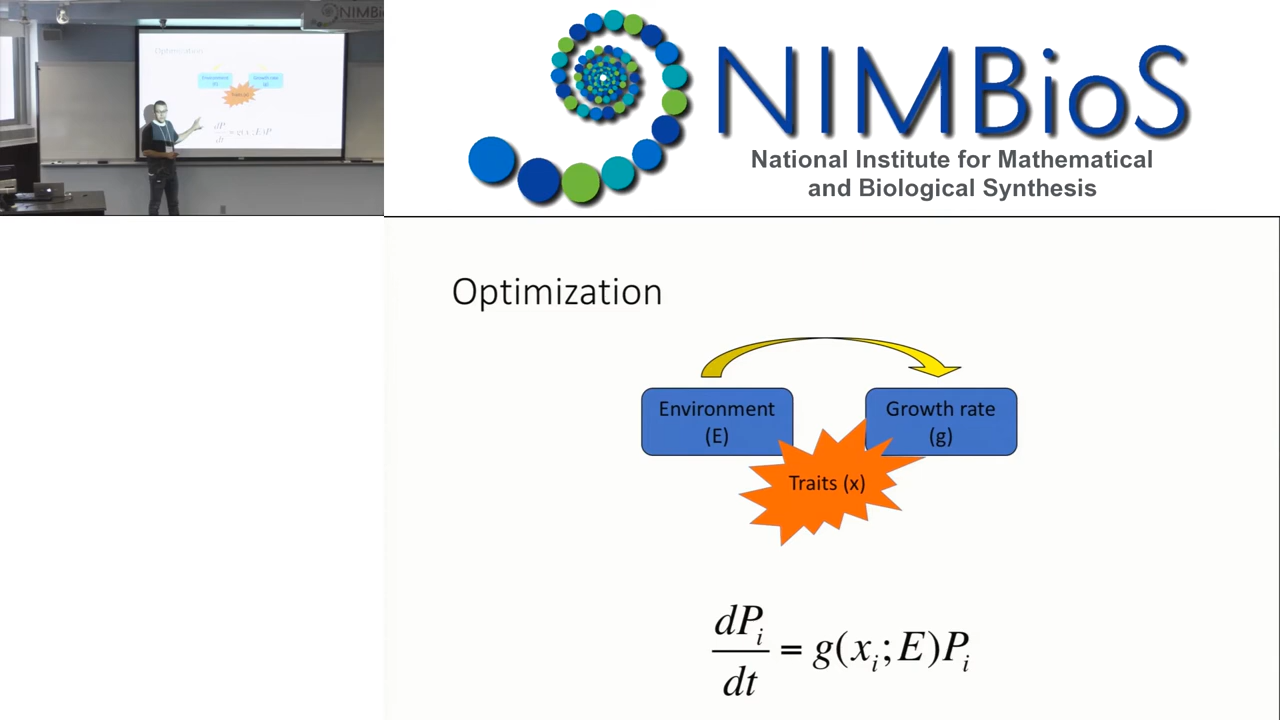 NIMBioS
National Institute for Mathematical
and Biological Synthesis
Optimization
Environment
(E)
Growth rate
(g)
Traits (x)
dP_i/dt = g(x_i;E)P_i